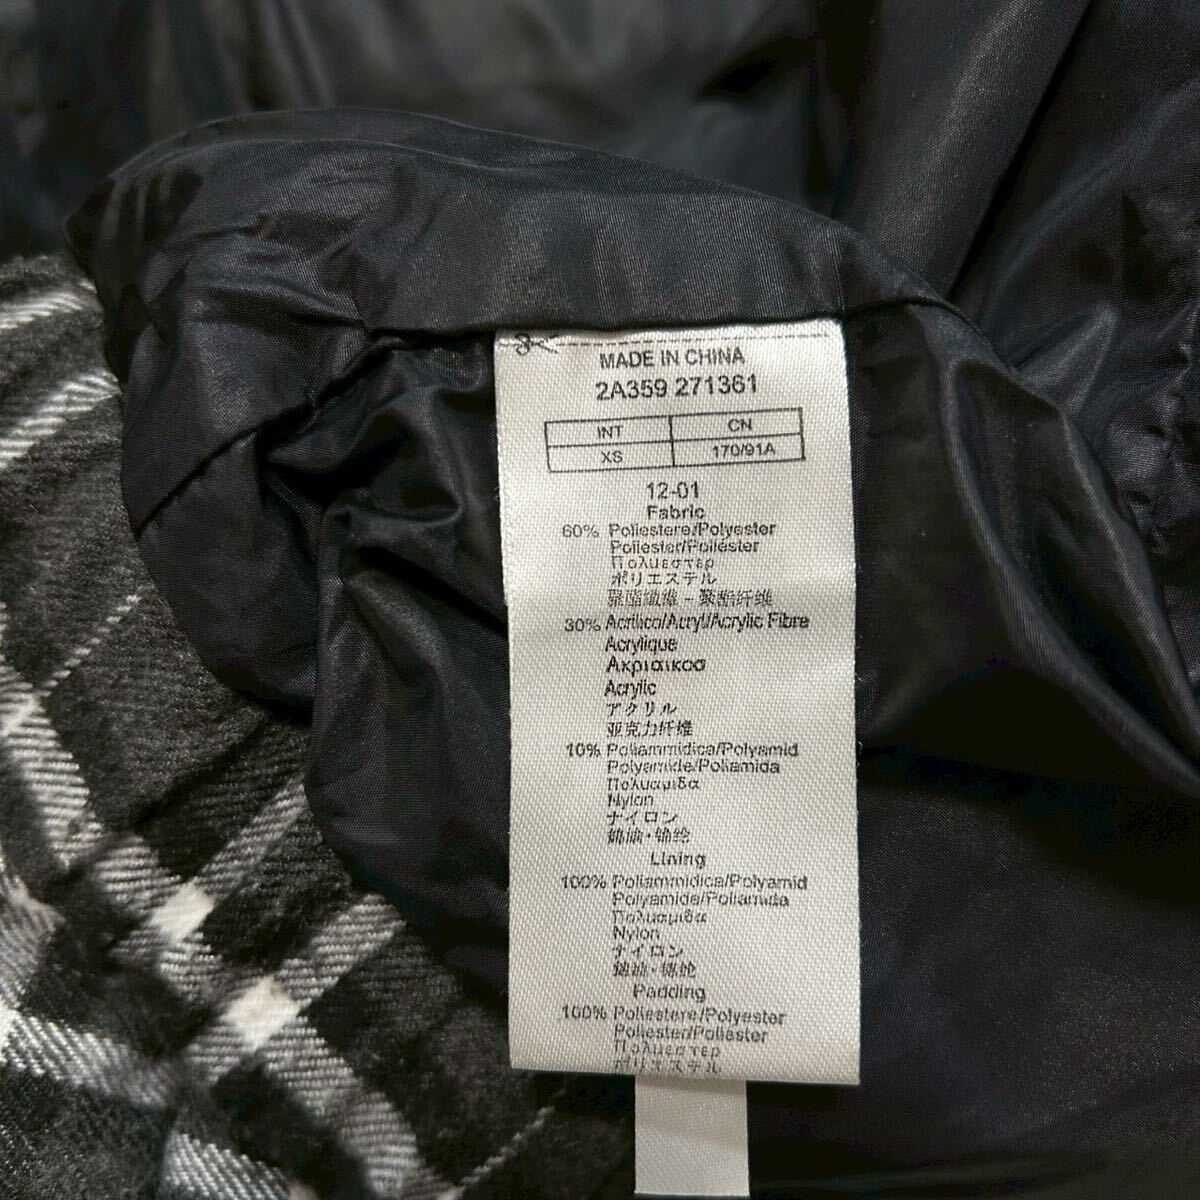 MADE IN CHINA
2A359 271361
INT CN
XS 170/91A
12-01
Fabric
60% Poliestere/Polyester
Poliester/Poliéster
Πολμεστερ
ポリエステル
聚酯纖維 - 聚酯纤维
30% Acrilico/Acryl/Acrylic Fibre
Acrylique
Ακριαικοσ
Acrylic
アクリル
亚克力纤维
10% Poliammidica/Polyamid
Polyamide/Poliamida
Πολυαμιδα
Nylon
ナイロン
錦綸·锦纶
Lining
100% Poliammidica/Polyamid
Polyamide/Poliamida
Πολυαμιδα
Nylon
ナイロン
錦綸·锦纶
Padding
100% Poliestere/Polyester
Poliester/Poliester
Πολμεστερ
ポリエステル